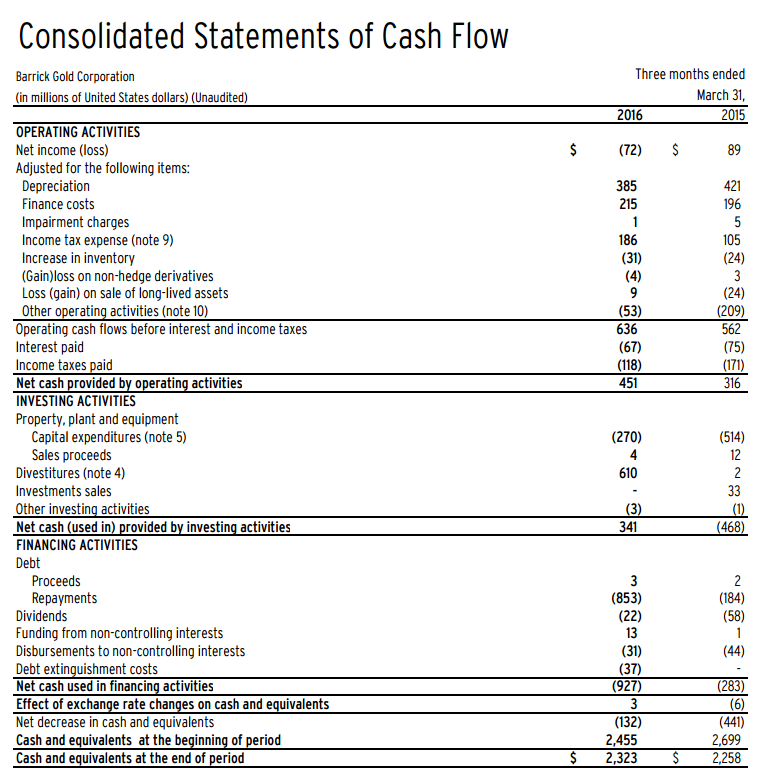 Consolidated Statements of Cash Flow
Barrick Gold Corporation Three months ended
(in millions of United States dollars) (Unaudited) March 31,
2016 2015
OPERATING ACTIVITIES
Net income (loss) $ (72) $ 89
Adjusted for the following items:
Depreciation 385 421
Finance costs 215 196
Impairment charges 1 5
Income tax expense (note 9) 186 105
Increase in inventory (31) (24)
(Gain)loss on non-hedge derivatives (4) 3
Loss (gain) on sale of long-lived assets 9 (24)
Other operating activities (note 10) (53) (209)
Operating cash flows before interest and income taxes 636 562
Interest paid (67) (75)
Income taxes paid (118) (171)
Net cash provided by operating activities 451 316
INVESTING ACTIVITIES
Property, plant and equipment
Capital expenditures (note 5) (270) (514)
Sales proceeds 4 12
Divestitures (note 4) 610 2
Investments sales - 33
Other investing activities (3) (1)
Net cash (used in) provided by investing activities 341 (468)
FINANCING ACTIVITIES
Debt
Proceeds 3 2
Repayments (853) (184)
Dividends (22) (58)
Funding from non-controlling interests 13 1
Disbursements to non-controlling interests (31) (44)
Debt extinguishment costs (37) -
Net cash used in financing activities (927) (283)
Effect of exchange rate changes on cash and equivalents 3 (6)
Net decrease in cash and equivalents (132) (441)
Cash and equivalents at the beginning of period 2,455 2,699
Cash and equivalents at the end of period $ 2,323 $ 2,258